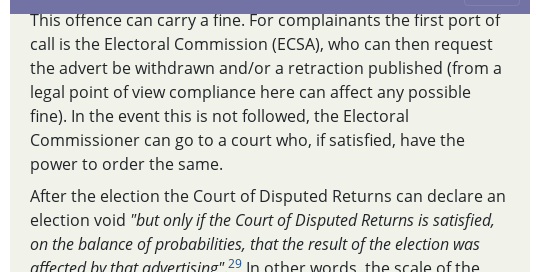 This offence can carry a fine. For complainants the first port of
call is the Electoral Commission (ECSA), who can then request
the advert be withdrawn and/or a retraction published (from a
legal point of view compliance here can affect any possible
fine). In the event this is not followed, the Electoral
Commissioner can go to a court who, if satisfied, have the
power to order the same.
After the election the Court of Disputed Returns can declare an
election void "but only if the Court of Disputed Returns is satisfied,
on the balance of probabilities, that the result of the election was
affected by that advertising" 29 In other words, the scale of the